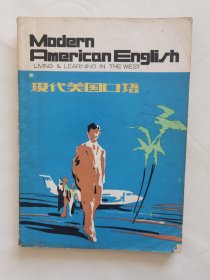 Modern
American English
LIVING & LEARNING IN THE WEST
现代美国口语